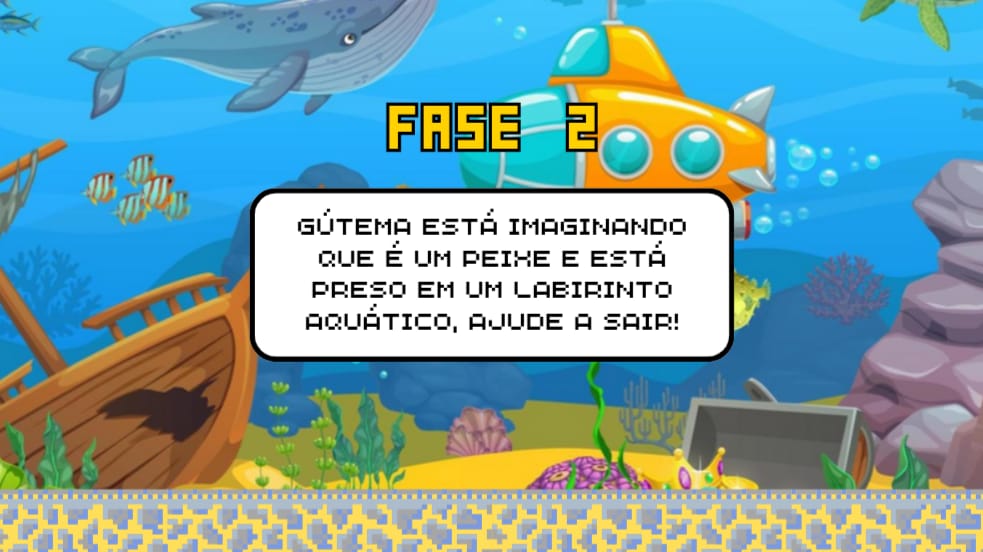 FASE 2
GÚTEMA ESTÁ IMAGINANDO
QUE É UM PEIXE E ESTÁ
PRESO EM UM LABIRINTO
AQUÁTICO, AJUDE A SAIR!